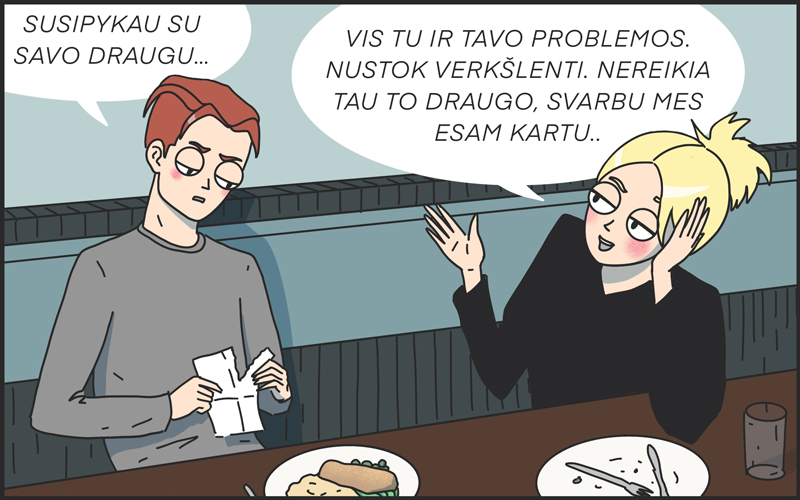 SUSIPYKAU SU
SAVO DRAUGU...
VIS TU IR TAVO PROBLEMOS.
NUSTOK VERKŠLENTI. NEREIKIA
TAU TO DRAUGO, SVARBU MES
ESAM KARTU..